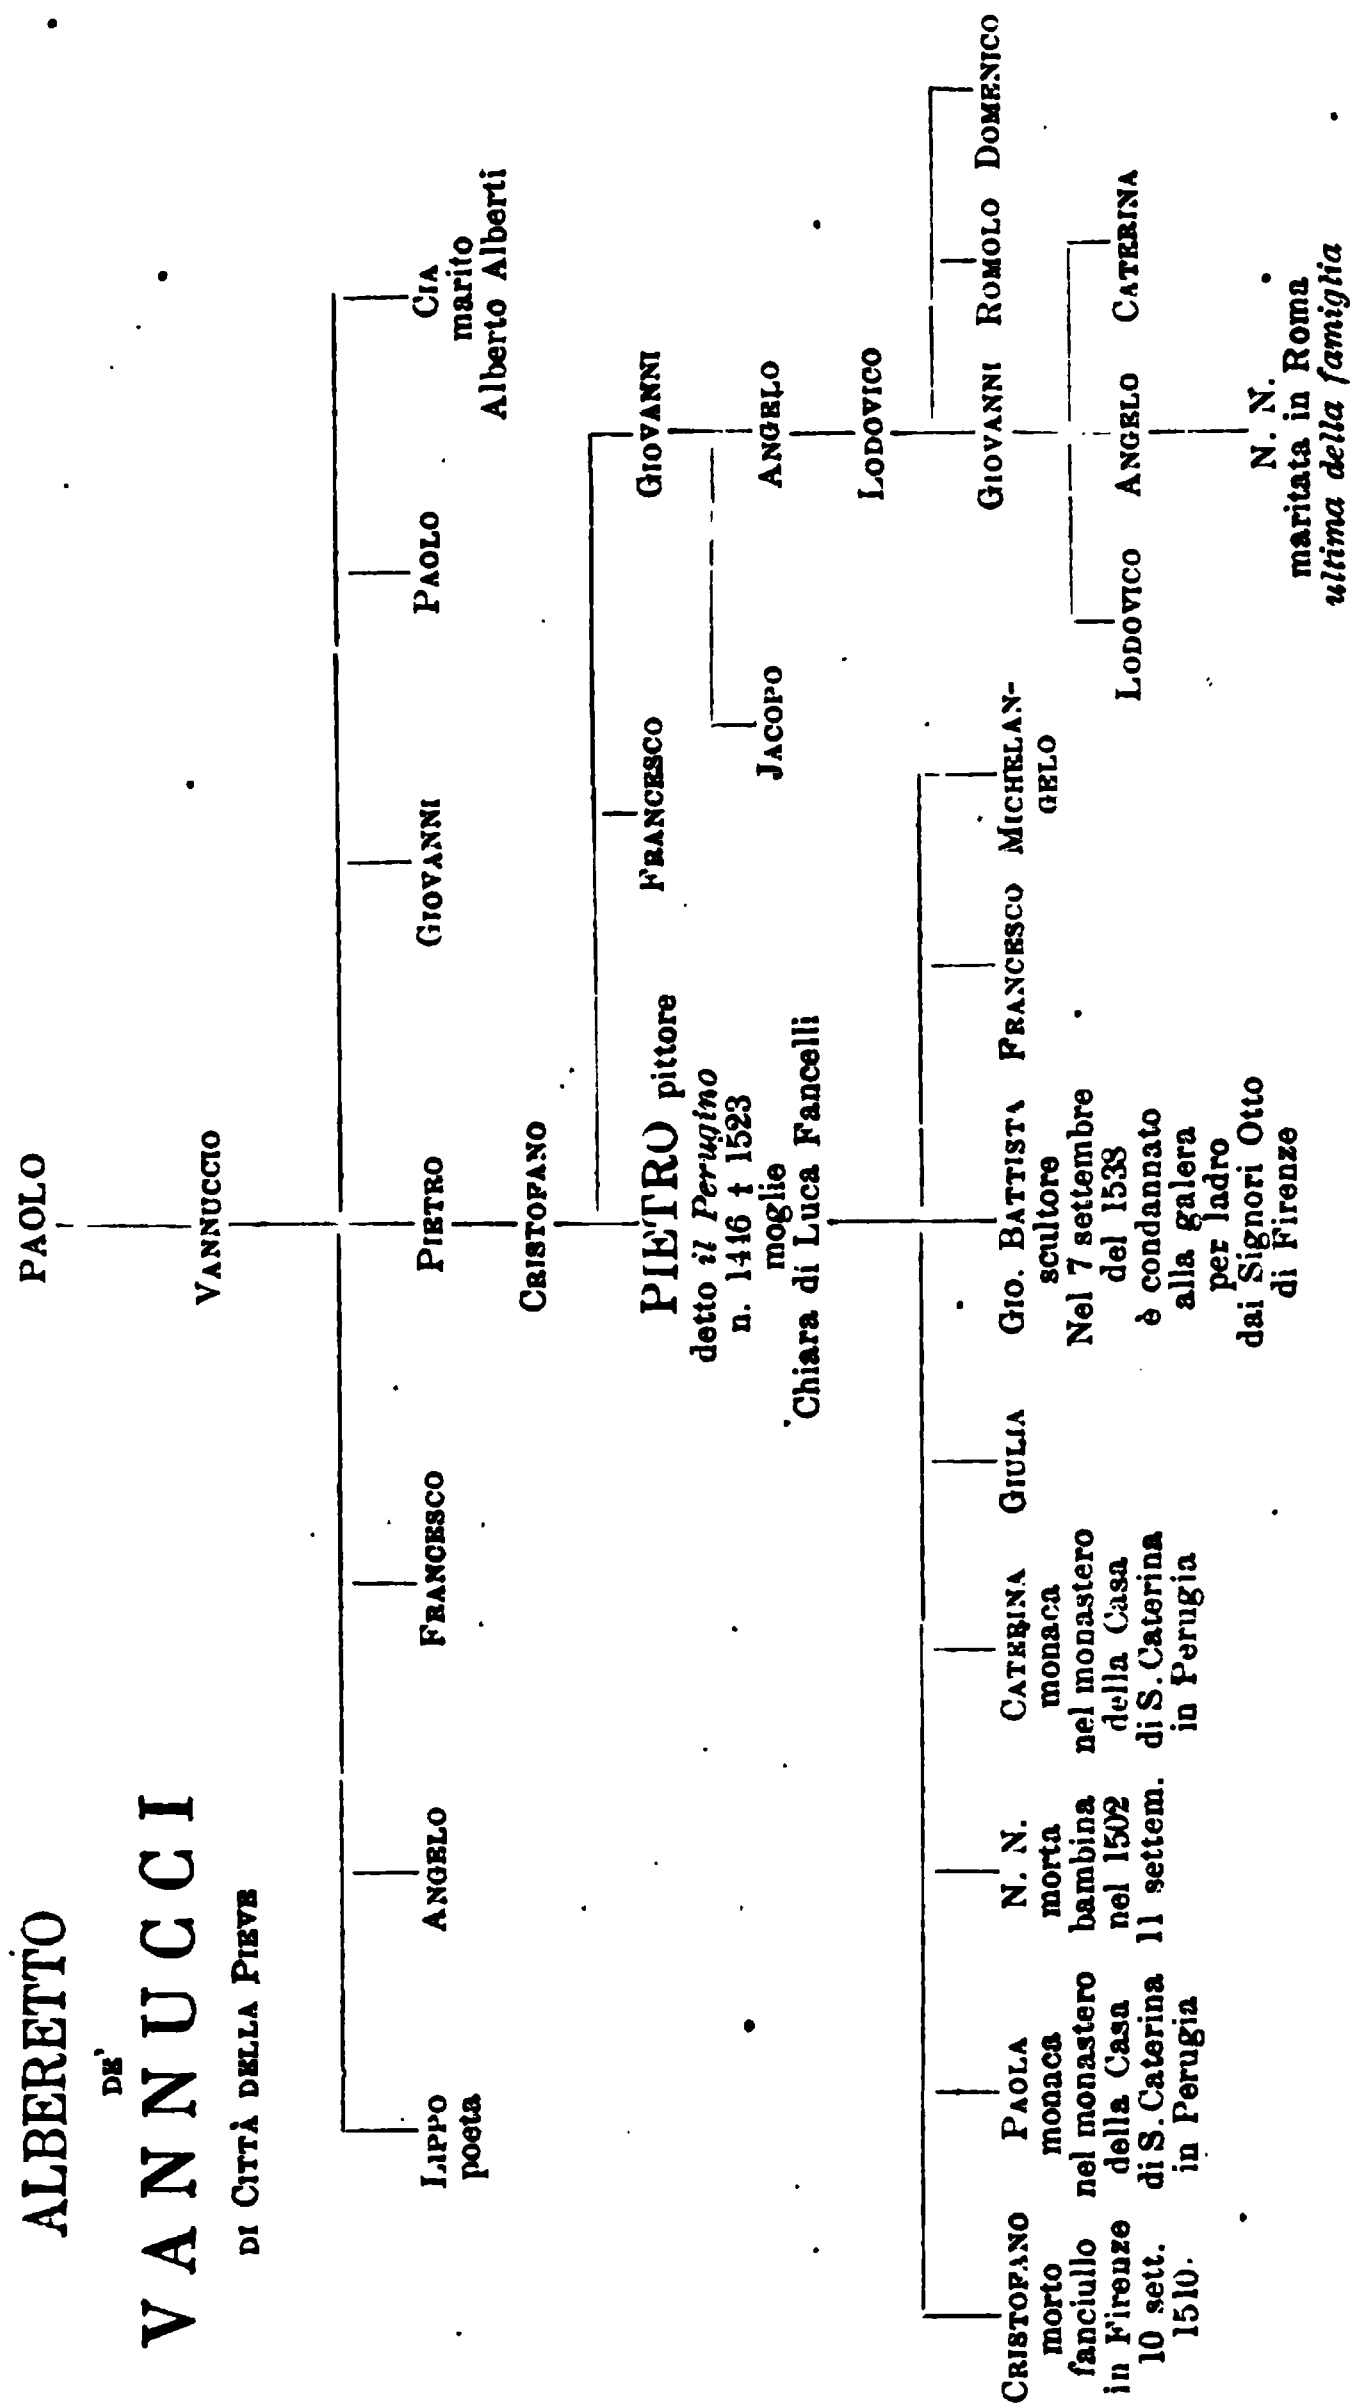 ALBERETTO
DE'
VANNUCCI
DI CITTÀ DELLA PIEVE
PAOLO
VANNUCCIO
LIPPO
poeta
ANGELO
FRANCESCO
PIETRO
GIOVANNI
PAOLO
CIA
marito
Alberto Alberti
CRISTOFANO
PIETRO pittore
detto il Perugino
n. 1446 † 1523
moglie
Chiara di Luca Fancelli
FRANCESCO
GIOVANNI
JACOPO
ANGELO
LODOVICO
CRISTOFANO
morto
fanciullo
in Firenze
10 sett.
1510.
PAOLA
monaca
nel monastero
della Casa
di S. Caterina
in Perugia
N. N.
morta
bambina
nel 1502
11 settem.
CATERINA
monaca
nel monastero
della Casa
di S. Caterina
in Perugia
GIULIA
GIO. BATTISTA
scultore
Nel 7 settembre
del 1538
è condannato
alla galera
per ladro
dai Signori Otto
di Firenze
FRANCESCO
MICHELAN-
GELO
GIOVANNI
ROMOLO
DOMENICO
LODOVICO
ANGELO
CATERINA
N. N.
maritata in Roma
ultima della famiglia